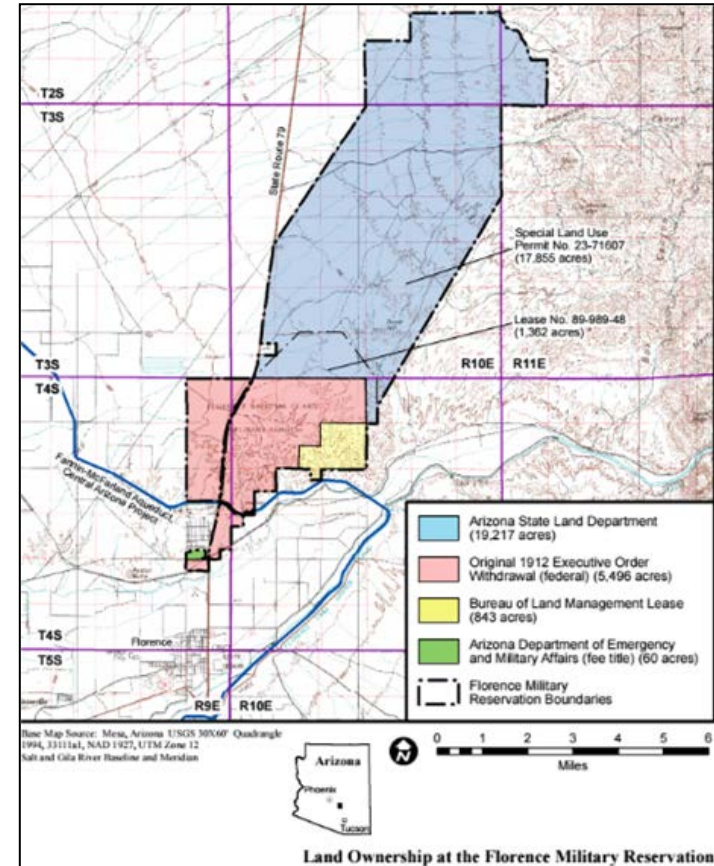 T2S
T3S
State Route 79
Special Land Use
Permit No. 23-71607
(17,855 acres)
Lease No. 89-989-48
(1,362 acres)
T3S
T4S
R10E
R11E
Fannin-McFarland Aqueduct,
Central Arizona Project
Florence
T4S
T5S
R9E
R10E
Arizona State Land Department
(19,217 acres)
Original 1912 Executive Order
Withdrawal (federal) (5,496 acres)
Bureau of Land Management Lease
(843 acres)
Arizona Department of Emergency
and Military Affairs (fee title) (60 acres)
Florence Military
Reservation Boundaries
Base Map Source: Mesa, Arizona USGS 30X60' Quadrangle
1994, 33111a1, NAD 1927, UTM Zone 12
Salt and Gila River Baseline and Meridian
Arizona
Phoenix
Tucson
N
0 1 2 3 4 5 6
Miles
Land Ownership at the Florence Military Reservation